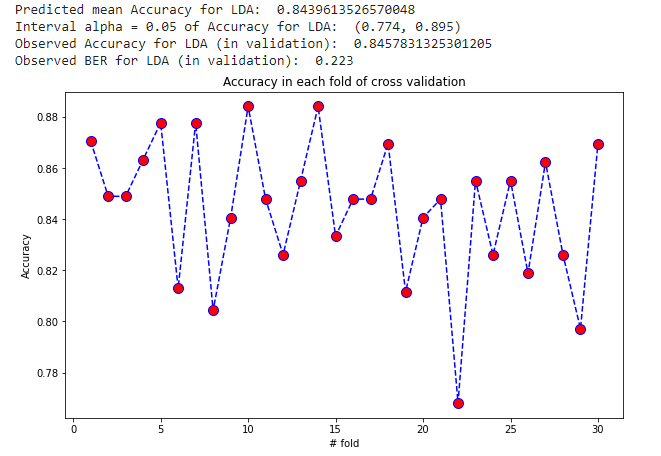 Predicted mean Accuracy for LDA:  0.8439613526570048
Interval alpha = 0.05 of Accuracy for LDA:  (0.774, 0.895)
Observed Accuracy for LDA (in validation):  0.8457831325301205
Observed BER for LDA (in validation):  0.223
Accuracy in each fold of cross validation
Accuracy
0.88
0.86
0.84
0.82
0.80
0.78
0 5 10 15 20 25 30
# fold